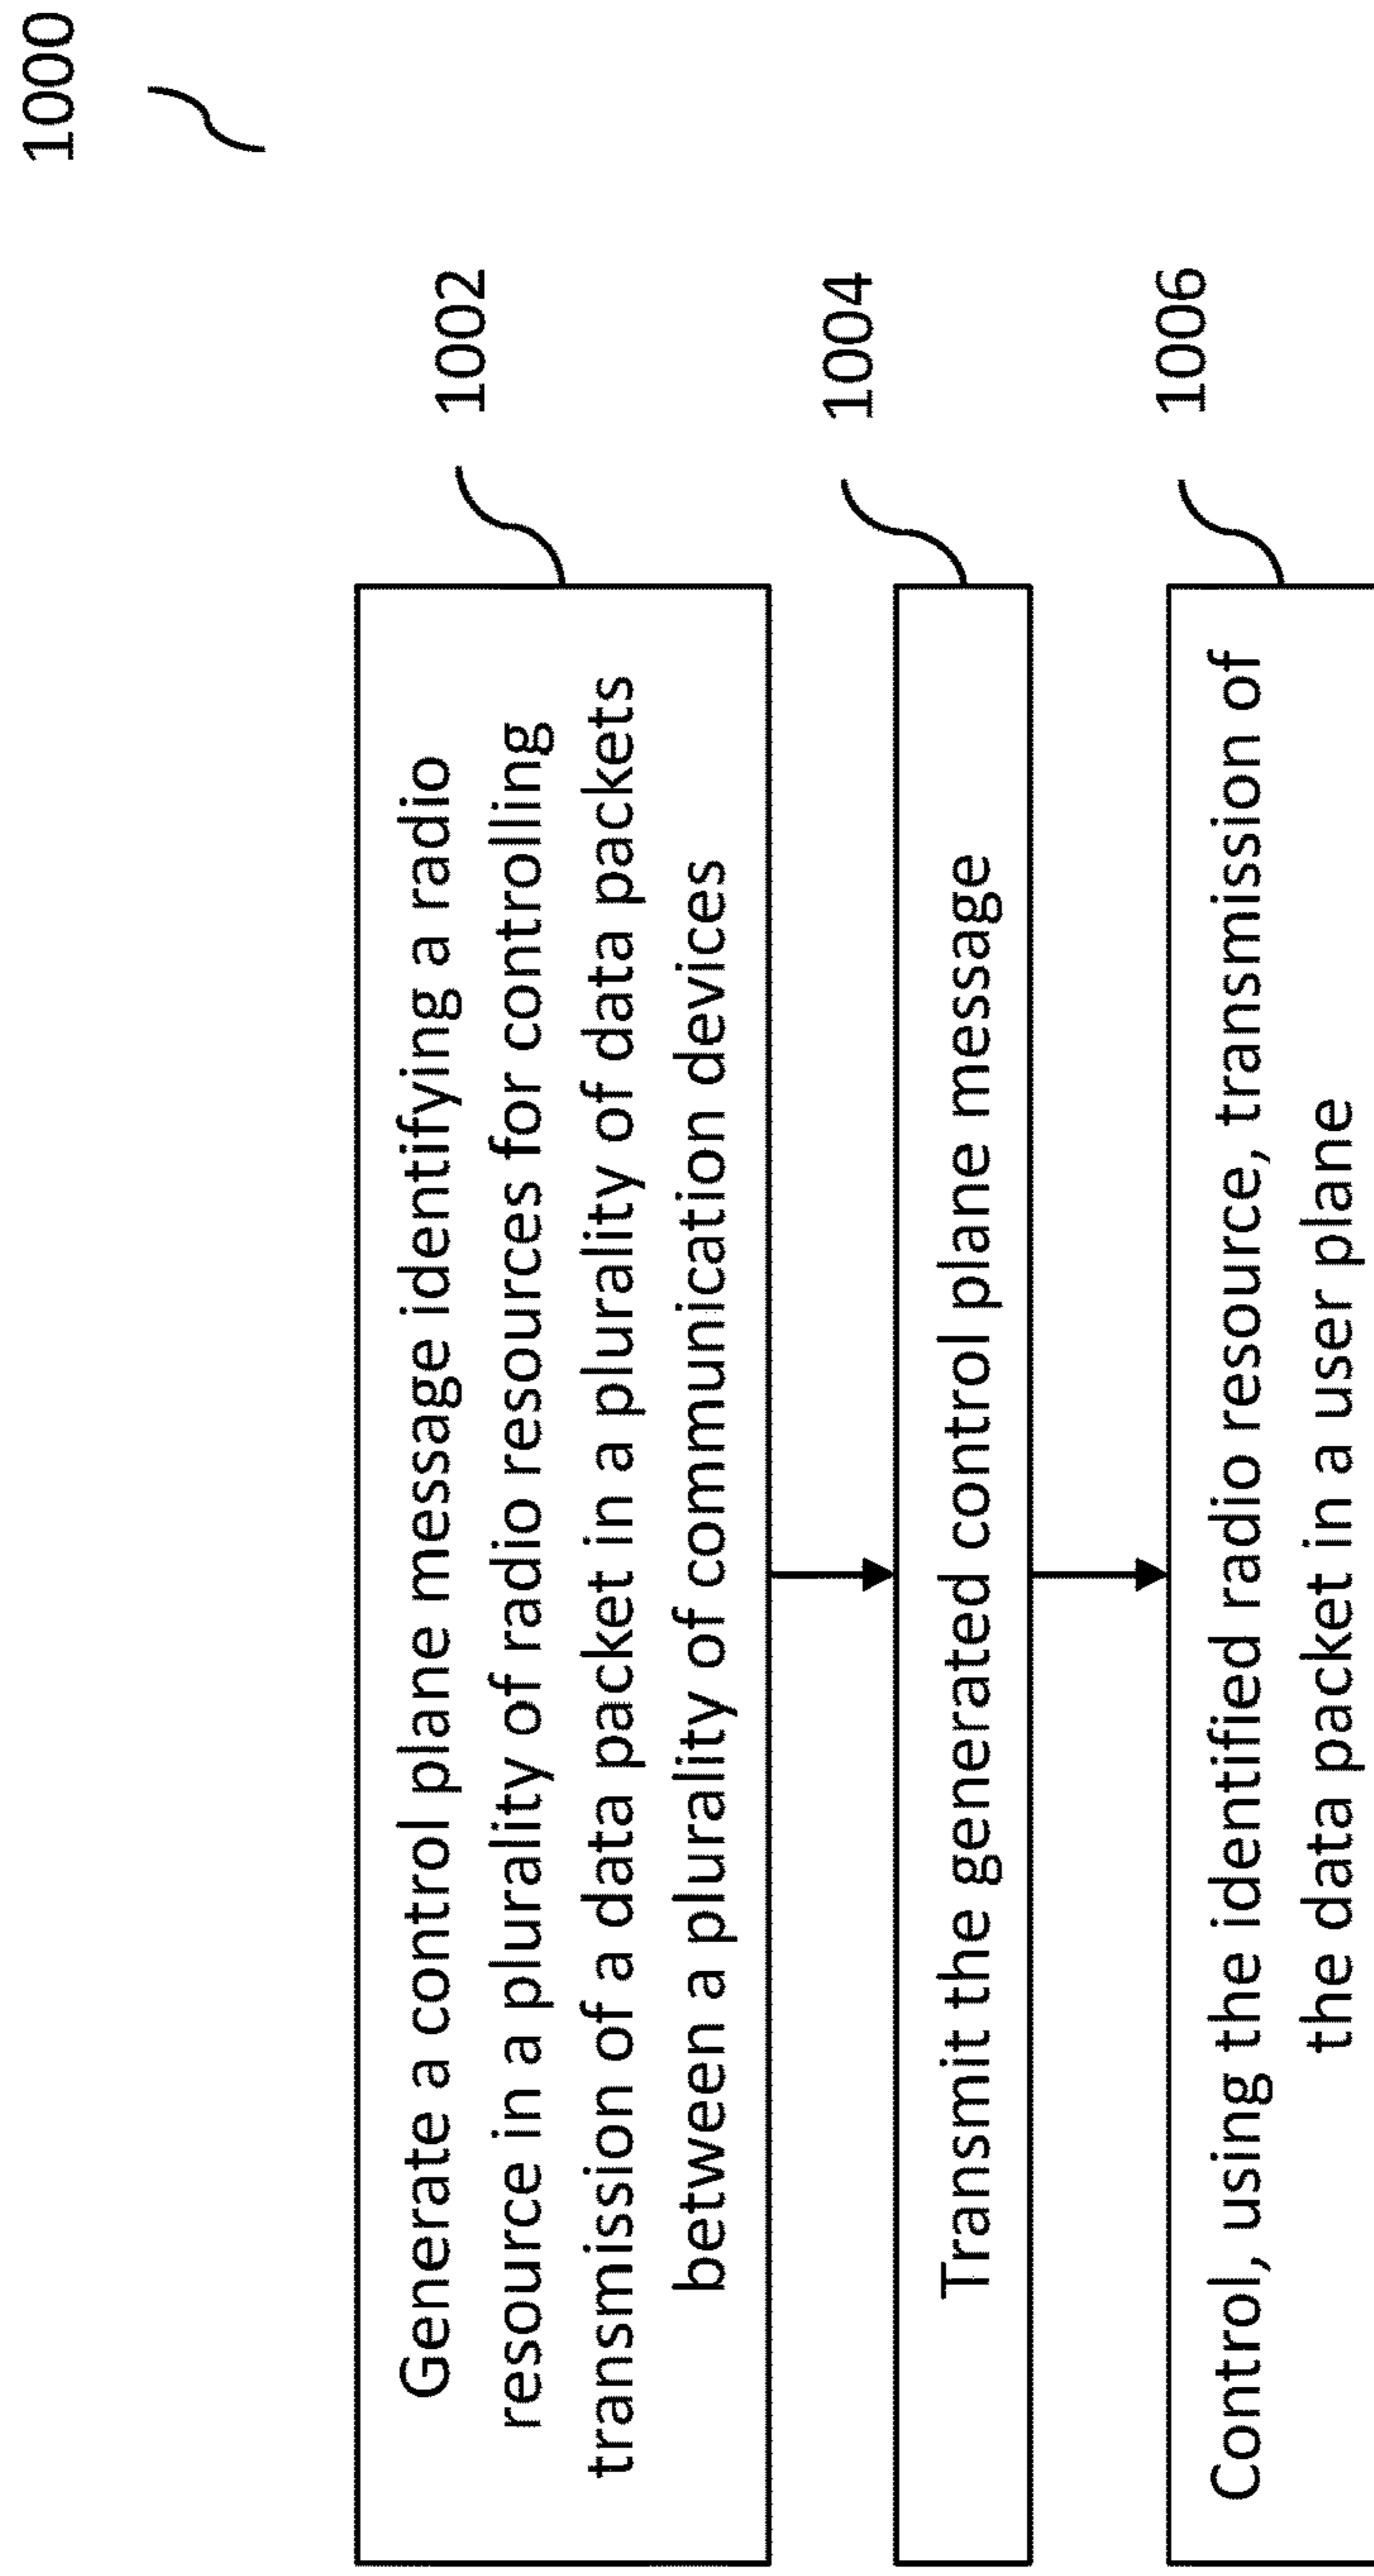 1000
1002
Generate a control plane message identifying a radio
resource in a plurality of radio resources for controlling
transmission of a data packet in a plurality of data packets
between a plurality of communication devices
1004
Transmit the generated control plane message
1006
Control, using the identified radio resource, transmission of
the data packet in a user plane